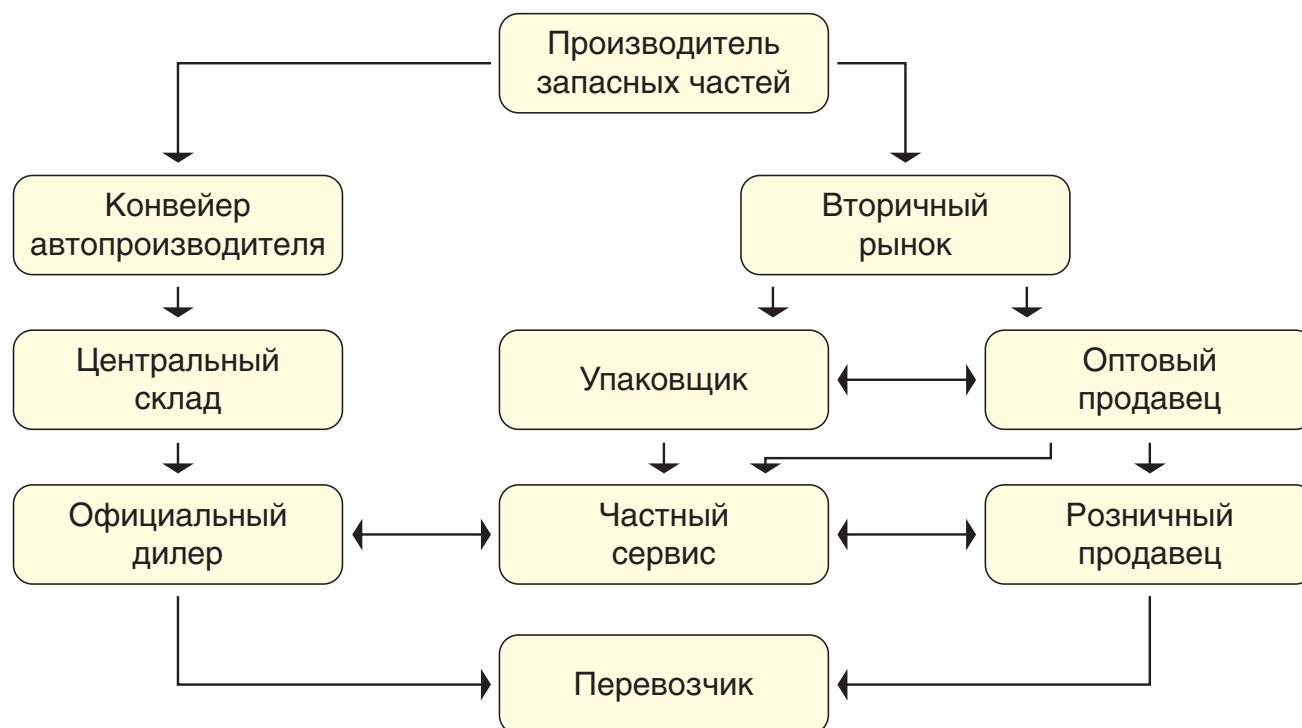 Производитель
запасных частей
Конвейер
автопроизводителя
Вторичный
рынок
Центральный
склад
Упаковщик
Оптовый
продавец
Официальный
дилер
Частный
сервис
Розничный
продавец
Перевозчик